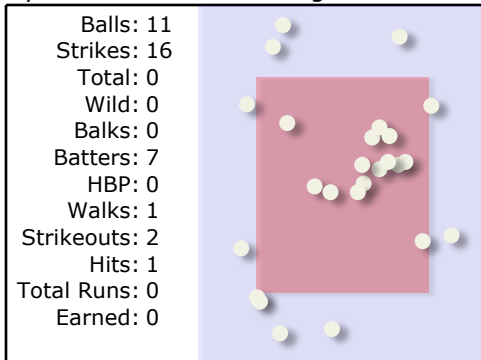 Balls: 11
Strikes: 16
Total: 0
Wild: 0
Balks: 0
Batters: 7
HBP: 0
Walks: 1
Strikeouts: 2
Hits: 1
Total Runs: 0
Earned: 0